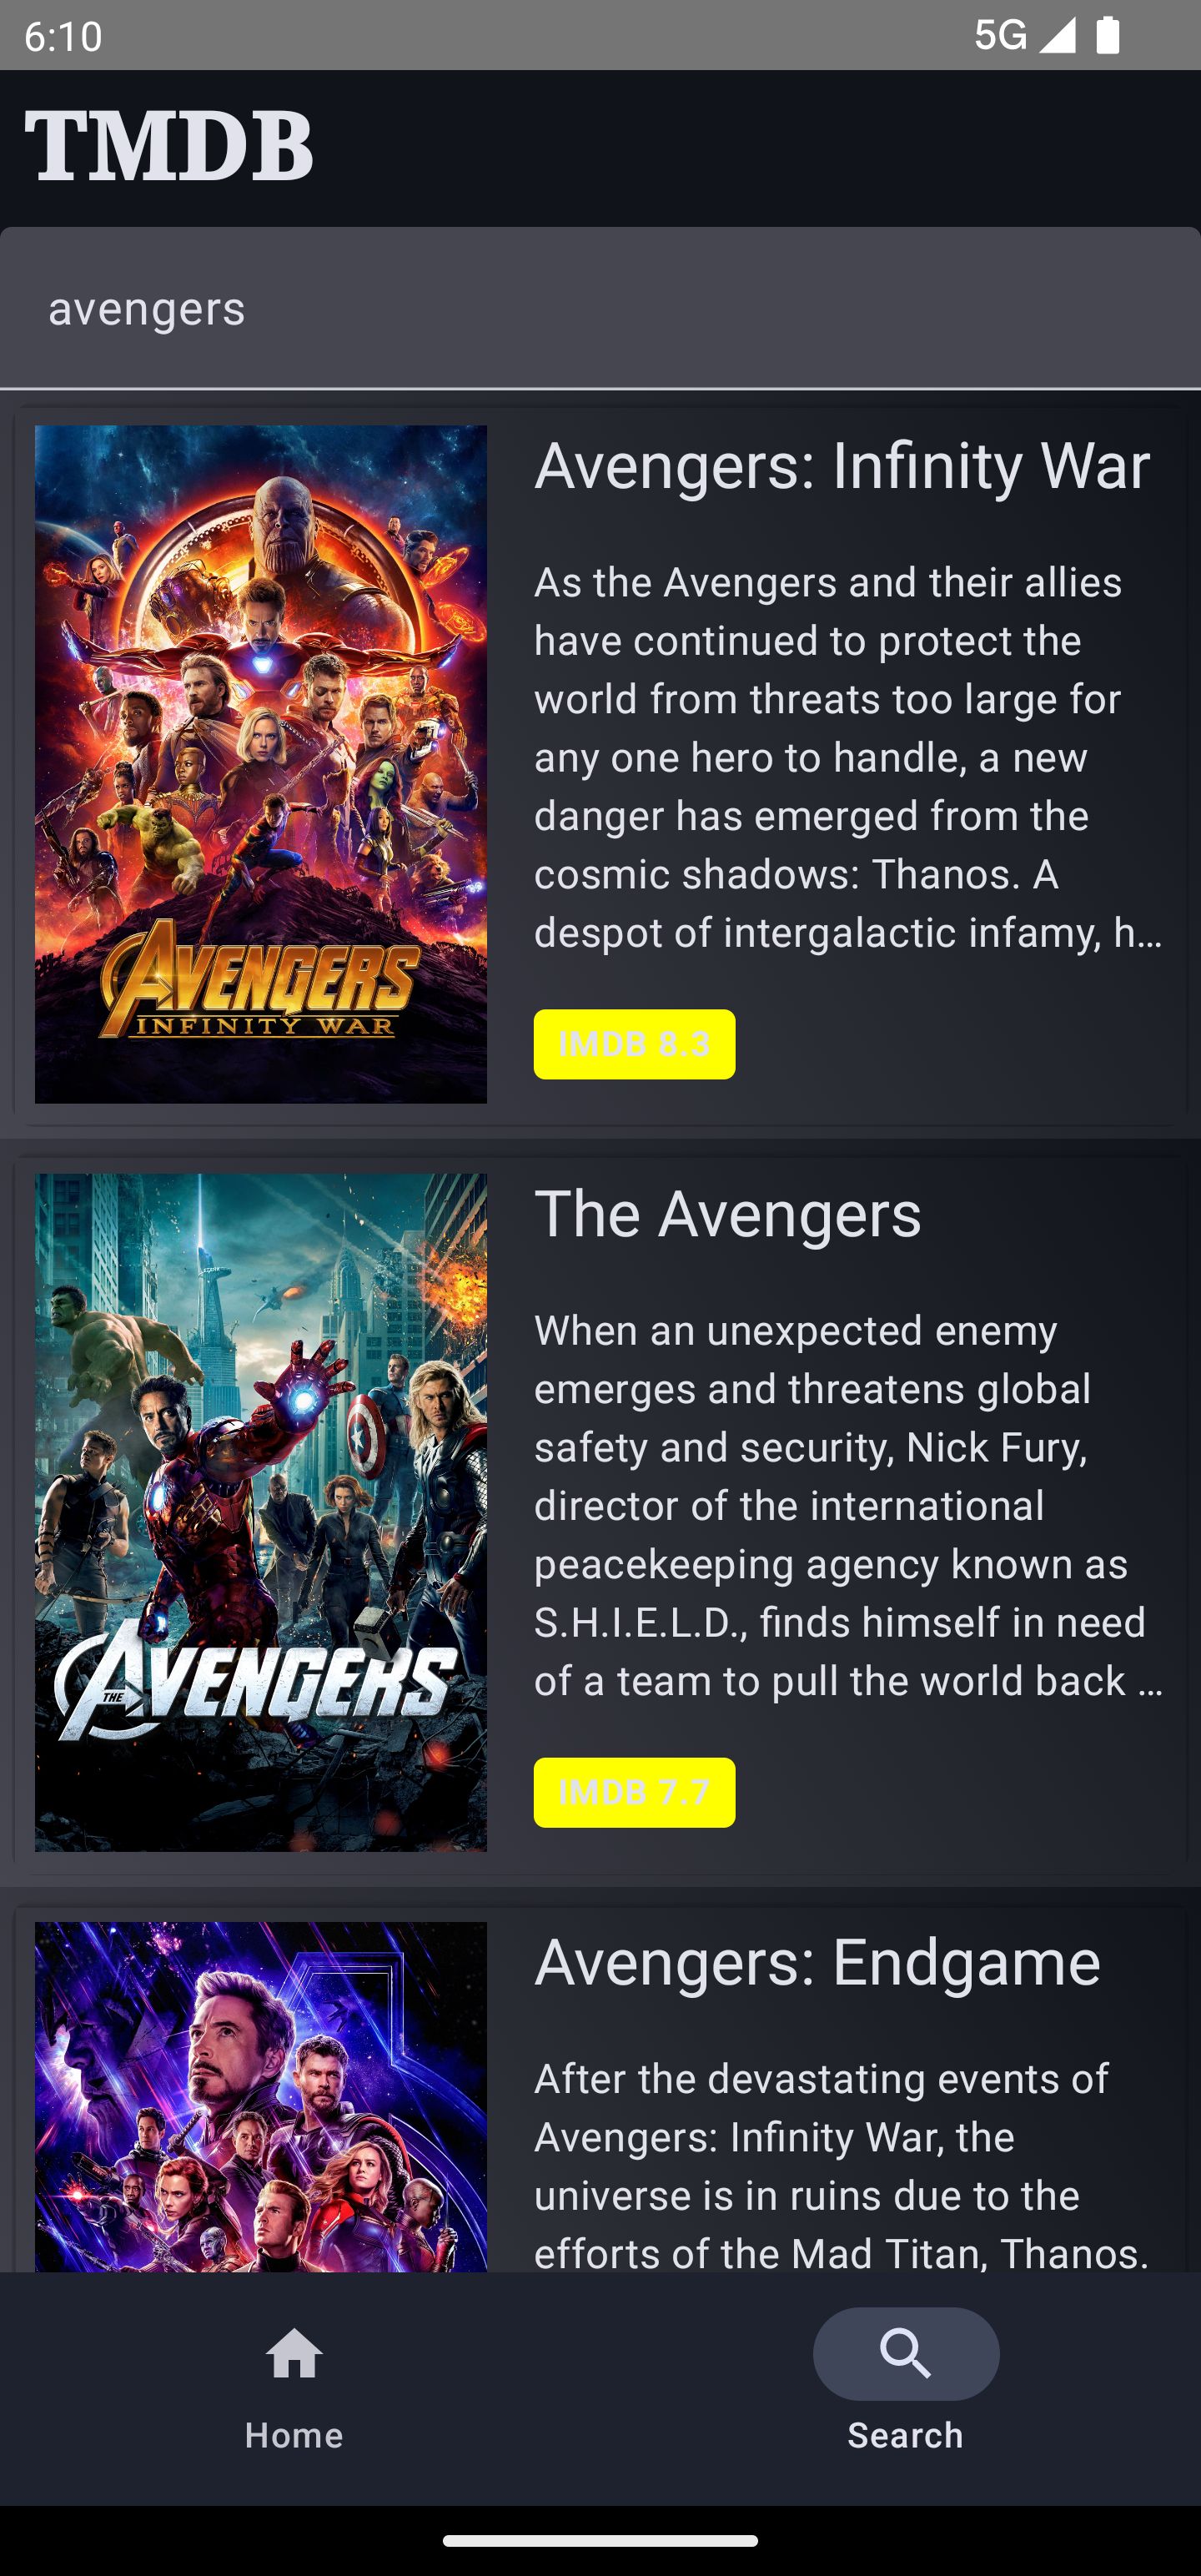 6:10
5G
TMDB
avengers
Avengers: Infinity War
As the Avengers and their allies
have continued to protect the
world from threats too large for
any one hero to handle, a new
danger has emerged from the
cosmic shadows: Thanos. A
despot of intergalactic infamy, h…
AVENGERS
INFINITY WAR
IMDB 8.3
The Avengers
When an unexpected enemy
emerges and threatens global
safety and security, Nick Fury,
director of the international
peacekeeping agency known as
S.H.I.E.L.D., finds himself in need
of a team to pull the world back …
THE AVENGERS
IMDB 7.7
Avengers: Endgame
After the devastating events of
Avengers: Infinity War, the
universe is in ruins due to the
efforts of the Mad Titan, Thanos.
Home
Search